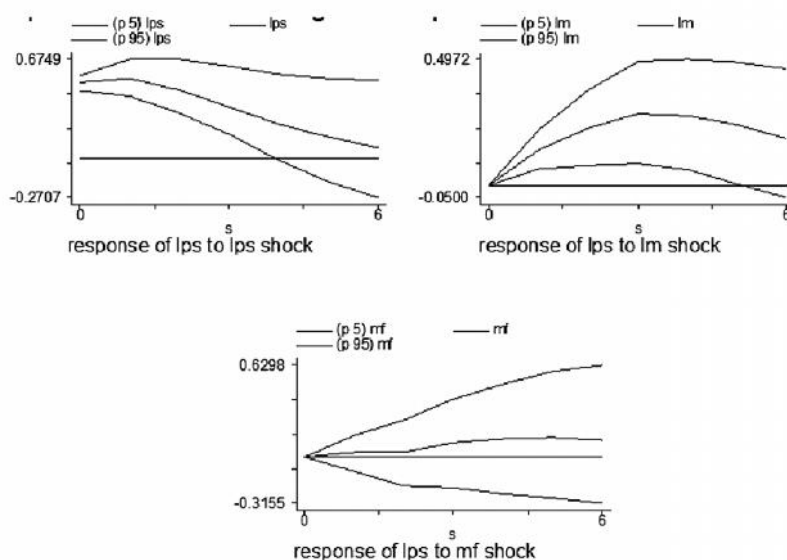 (p 5) lps lps
(p 95) lps
0.6749
-0.2707
0 s 6
response of lps to lps shock
(p 5) lm lm
(p 95) lm
0.4972
-0.0500
0 s 6
response of lps to lm shock
(p 5) mf mf
(p 95) mf
0.6298
-0.3155
0 s 6
response of lps to mf shock